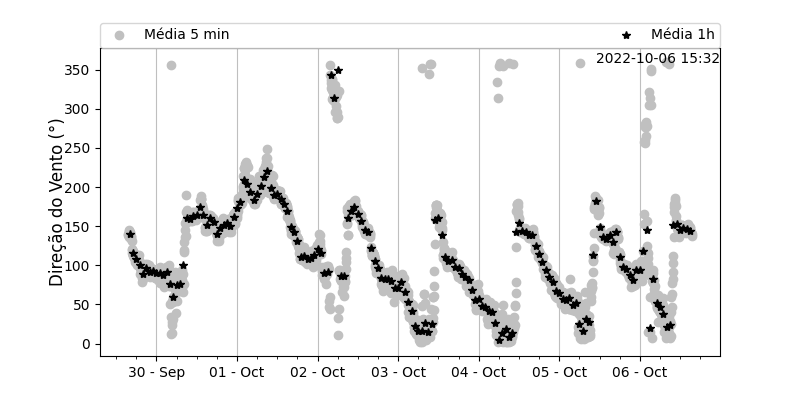 Média 5 min
Média 1h
2022-10-06 15:32
Direção do Vento (°)
350
300
250
200
150
100
50
0
30 - Sep
01 - Oct
02 - Oct
03 - Oct
04 - Oct
05 - Oct
06 - Oct